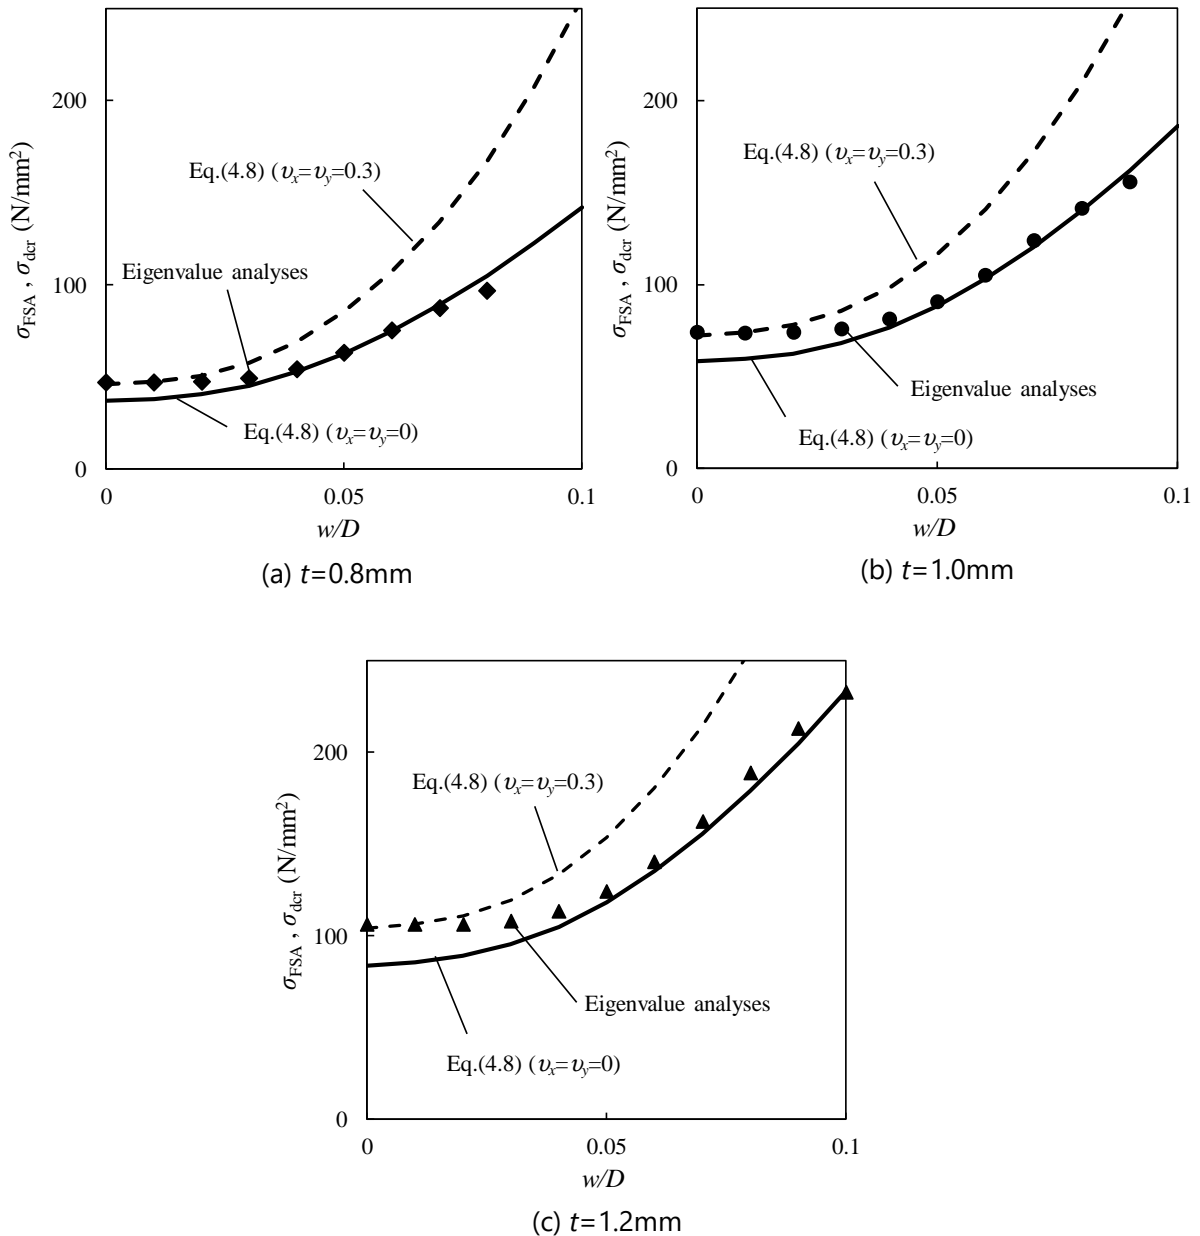 σFSA , σdcr (N/mm²)
200
100
0
Eq.(4.8) (υx=υy=0.3)
Eigenvalue analyses
Eq.(4.8) (υx=υy=0)
0 0.05 0.1
w/D
(a) t=0.8mm
σFSA , σdcr (N/mm²)
200
100
0
Eq.(4.8) (υx=υy=0.3)
Eigenvalue analyses
Eq.(4.8) (υx=υy=0)
0 0.05 0.1
w/D
(b) t=1.0mm
σFSA , σdcr (N/mm²)
200
100
0
Eq.(4.8) (υx=υy=0.3)
Eigenvalue analyses
Eq.(4.8) (υx=υy=0)
0 0.05 0.1
w/D
(c) t=1.2mm